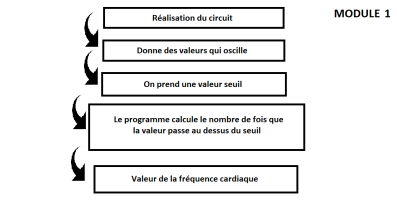 MODULE 1
Réalisation du circuit
Donne des valeurs qui oscille
On prend une valeur seuil
Le programme calcule le nombre de fois que
la valeur passe au dessus du seuil
Valeur de la fréquence cardiaque